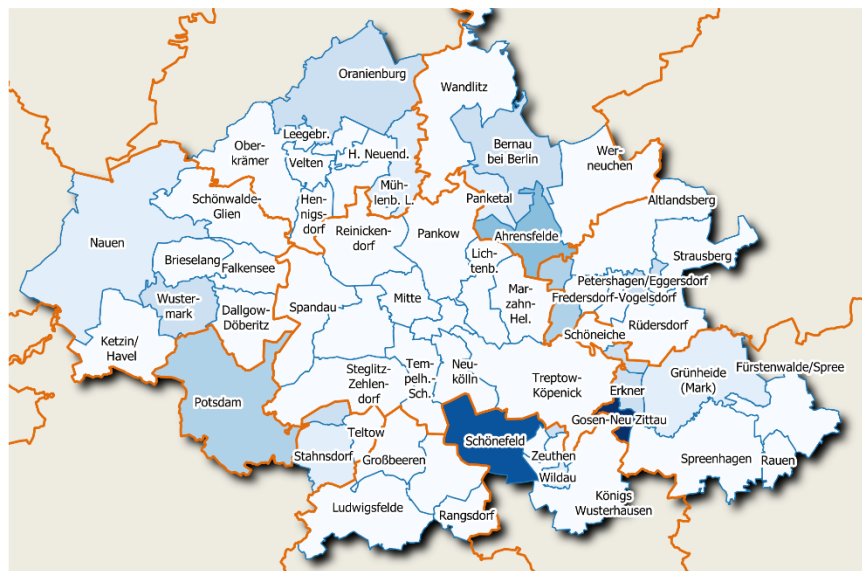 Oranienburg
Wandlitz
Leegebr.
Ober-
krämer
Velten
H. Neuend.
Bernau
bei Berlin
Wer-
neuchen
Schönwalde-
Glien
Hen-
nigs-
dorf
Müh-
lenb. L.
Panketal
Altlandsberg
Nauen
Reinicken-
dorf
Pankow
Ahrensfelde
Strausberg
Brieselang
Falkensee
Lich-
tenb.
Petershagen/Eggersdorf
Fredersdorf-Vogelsdorf
Wuster-
mark
Dallgow-
Döberitz
Spandau
Mitte
Mar-
zahn-
Hel.
Rüdersdorf
Schöneiche
Ketzin/
Havel
Steglitz-
Zehlen-
dorf
Tem-
pelh.-
Sch.
Neu-
kölln
Treptow-
Köpenick
Erkner
Grünheide
(Mark)
Fürstenwalde/Spree
Potsdam
Gosen-Neu Zittau
Teltow
Stahnsdorf
Großbeeren
Schönefeld
Zeuthen
Wildau
Spreenhagen
Rauen
Ludwigsfelde
Rangsdorf
Königs
Wusterhausen